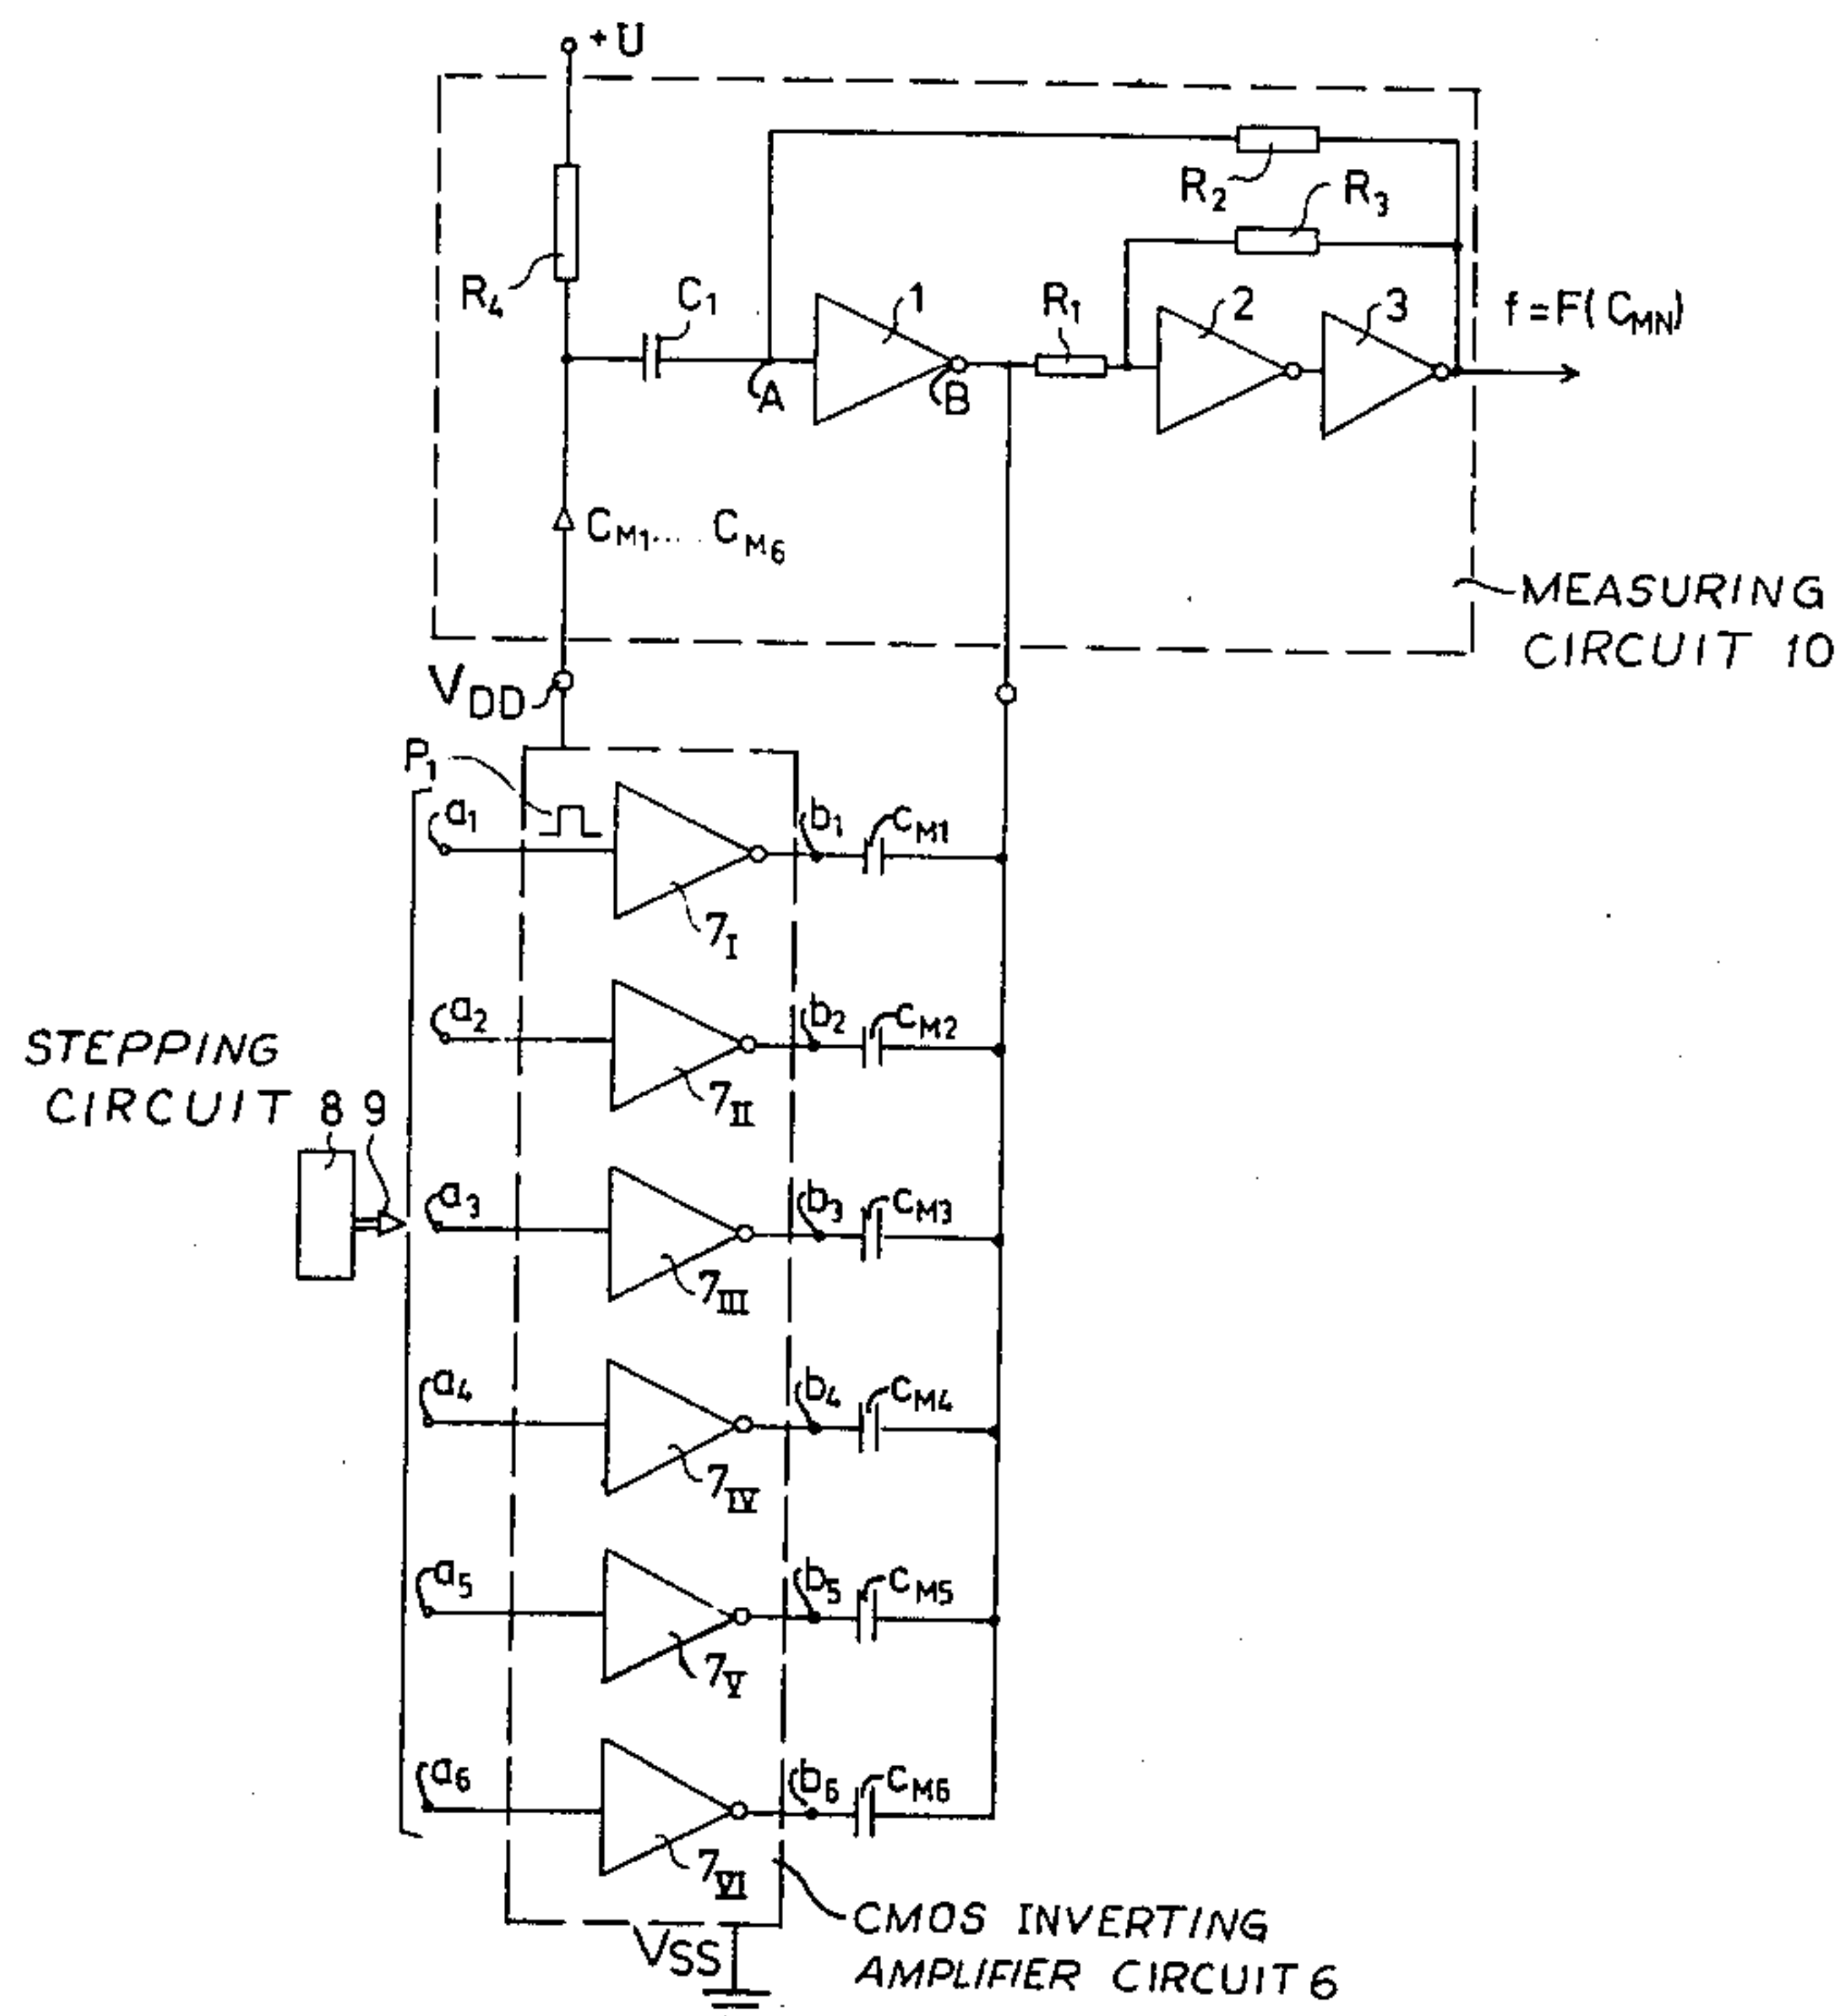 +U
R2
R3
R4
C1
1
R1
2
3
f=F(CMN)
A
B
CM1.... CM6
MEASURING
CIRCUIT 10
VDD
P1
a1
b1
CM1
7I
a2
b2
CM2
STEPPING
CIRCUIT 8 9
7II
a3
b3
CM3
7III
a4
b4
CM4
7IV
a5
b5
CM5
7V
a6
b6
CM6
7VI
CMOS INVERTING
VSS
AMPLIFIER CIRCUIT 6